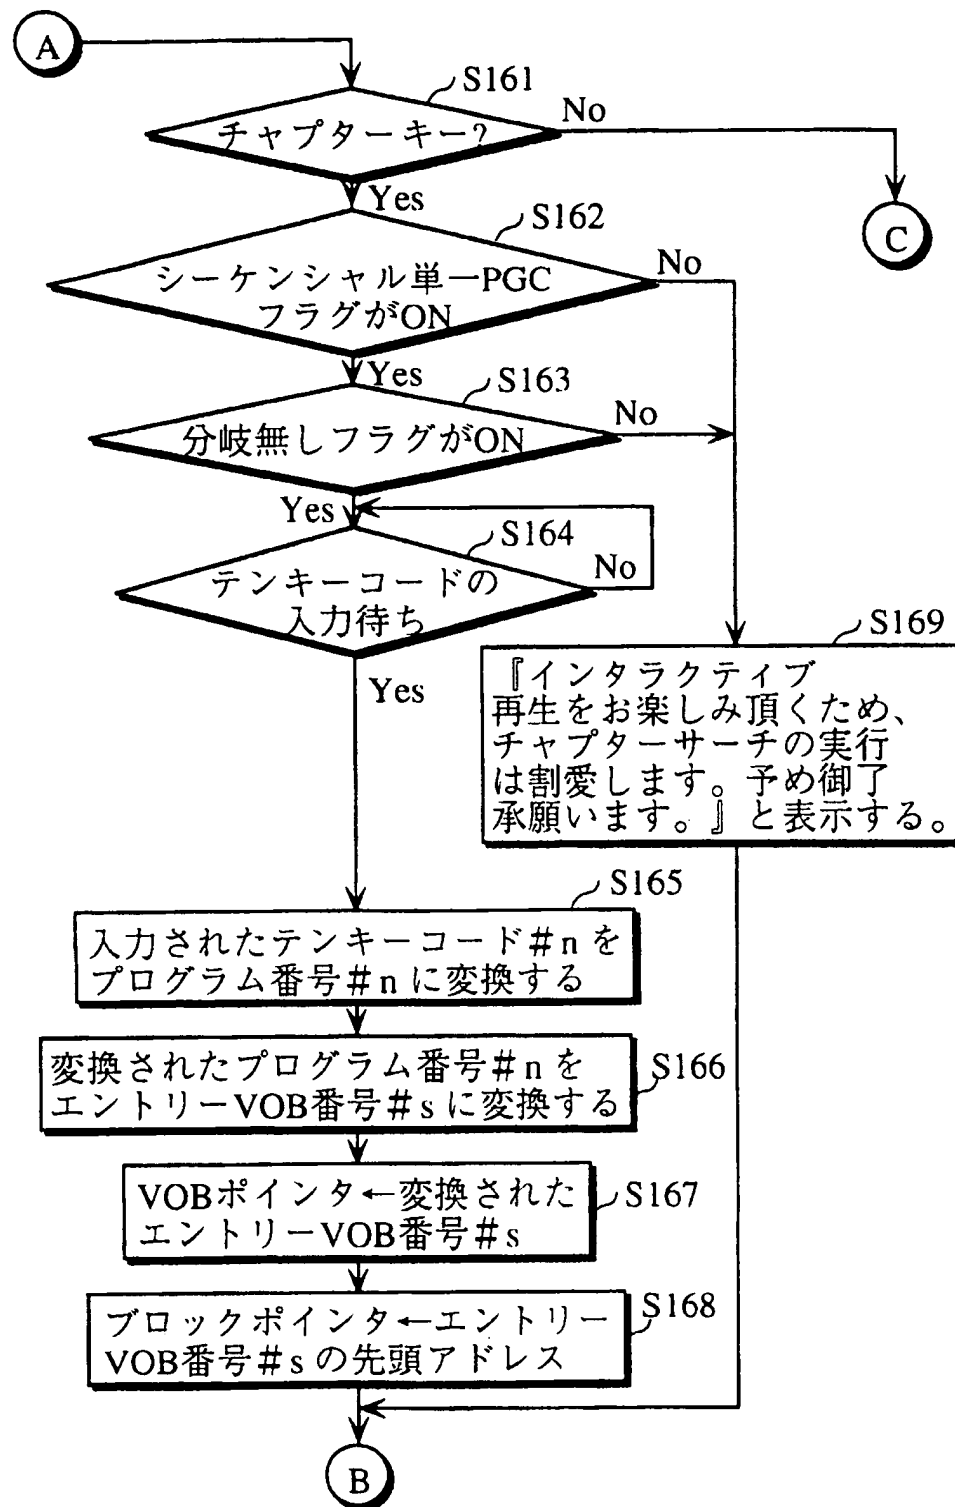 A
S161
チャプターキー?
No
Yes
C
S162
シーケンシャル単一PGC
フラグがON
No
Yes
S163
分岐無しフラグがON
No
Yes
S164
テンキーコードの
入力待ち
No
Yes
S169
『インタラクティブ
再生をお楽しみ頂くため、
チャプターサーチの実行
は割愛します。予め御了
承願います。』と表示する。
S165
入力されたテンキーコード#nを
プログラム番号#nに変換する
変換されたプログラム番号#nを
エントリーVOB番号#sに変換する
S166
VOBポインタ←変換された
エントリーVOB番号#s
S167
S168
ブロックポインタ←エントリー
VOB番号#sの先頭アドレス
B